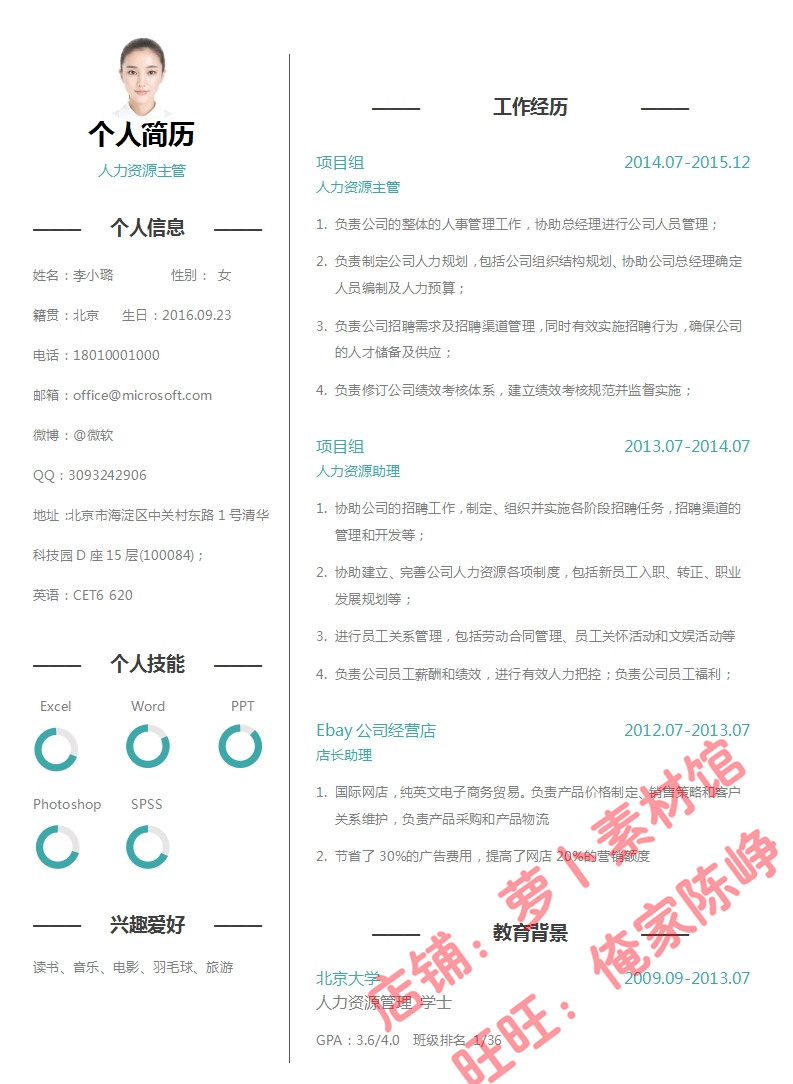 个人简历
人力资源主管
个人信息
姓名：李小璐 性别： 女
籍贯：北京 生日：2016.09.23
电话：18010001000
邮箱：office@microsoft.com
微博：@微软
QQ：3093242906
地址 :北京市海淀区中关村东路 1 号清华
科技园 D 座 15 层(100084)；
英语：CET6 620
个人技能
Excel Word PPT
Photoshop SPSS
兴趣爱好
读书、音乐、电影、羽毛球、旅游
工作经历
项目组 2014.07-2015.12
人力资源主管
1. 负责公司的整体的人事管理工作，协助总经理进行公司人员管理；
2. 负责制定公司人力规划，包括公司组织结构规划、协助公司总经理确定
人员编制及人力预算；
3. 负责公司招聘需求及招聘渠道管理，同时有效实施招聘行为，确保公司
的人才储备及供应；
4. 负责修订公司绩效考核体系，建立绩效考核规范并监督实施；
项目组 2013.07-2014.07
人力资源助理
1. 协助公司的招聘工作，制定、组织并实施各阶段招聘任务，招聘渠道的
管理和开发等；
2. 协助建立、完善公司人力资源各项制度，包括新员工入职、转正、职业
发展规划等；
3. 进行员工关系管理，包括劳动合同管理、员工关怀活动和文娱活动等
4. 负责公司员工薪酬和绩效，进行有效人力把控；负责公司员工福利；
Ebay 公司经营店 2012.07-2013.07
店长助理
1. 国际网店，纯英文电子商务贸易。负责产品价格制定、销售策略和客户
关系维护，负责产品采购和产品物流
2. 节省了 30%的广告费用，提高了网店 20%的营销额度
教育背景
北京大学 2009.09-2013.07
人力资源管理 学士
GPA：3.6/4.0 班级排名 1/36
店铺：萝卜素材馆
旺旺：俺家陈峥